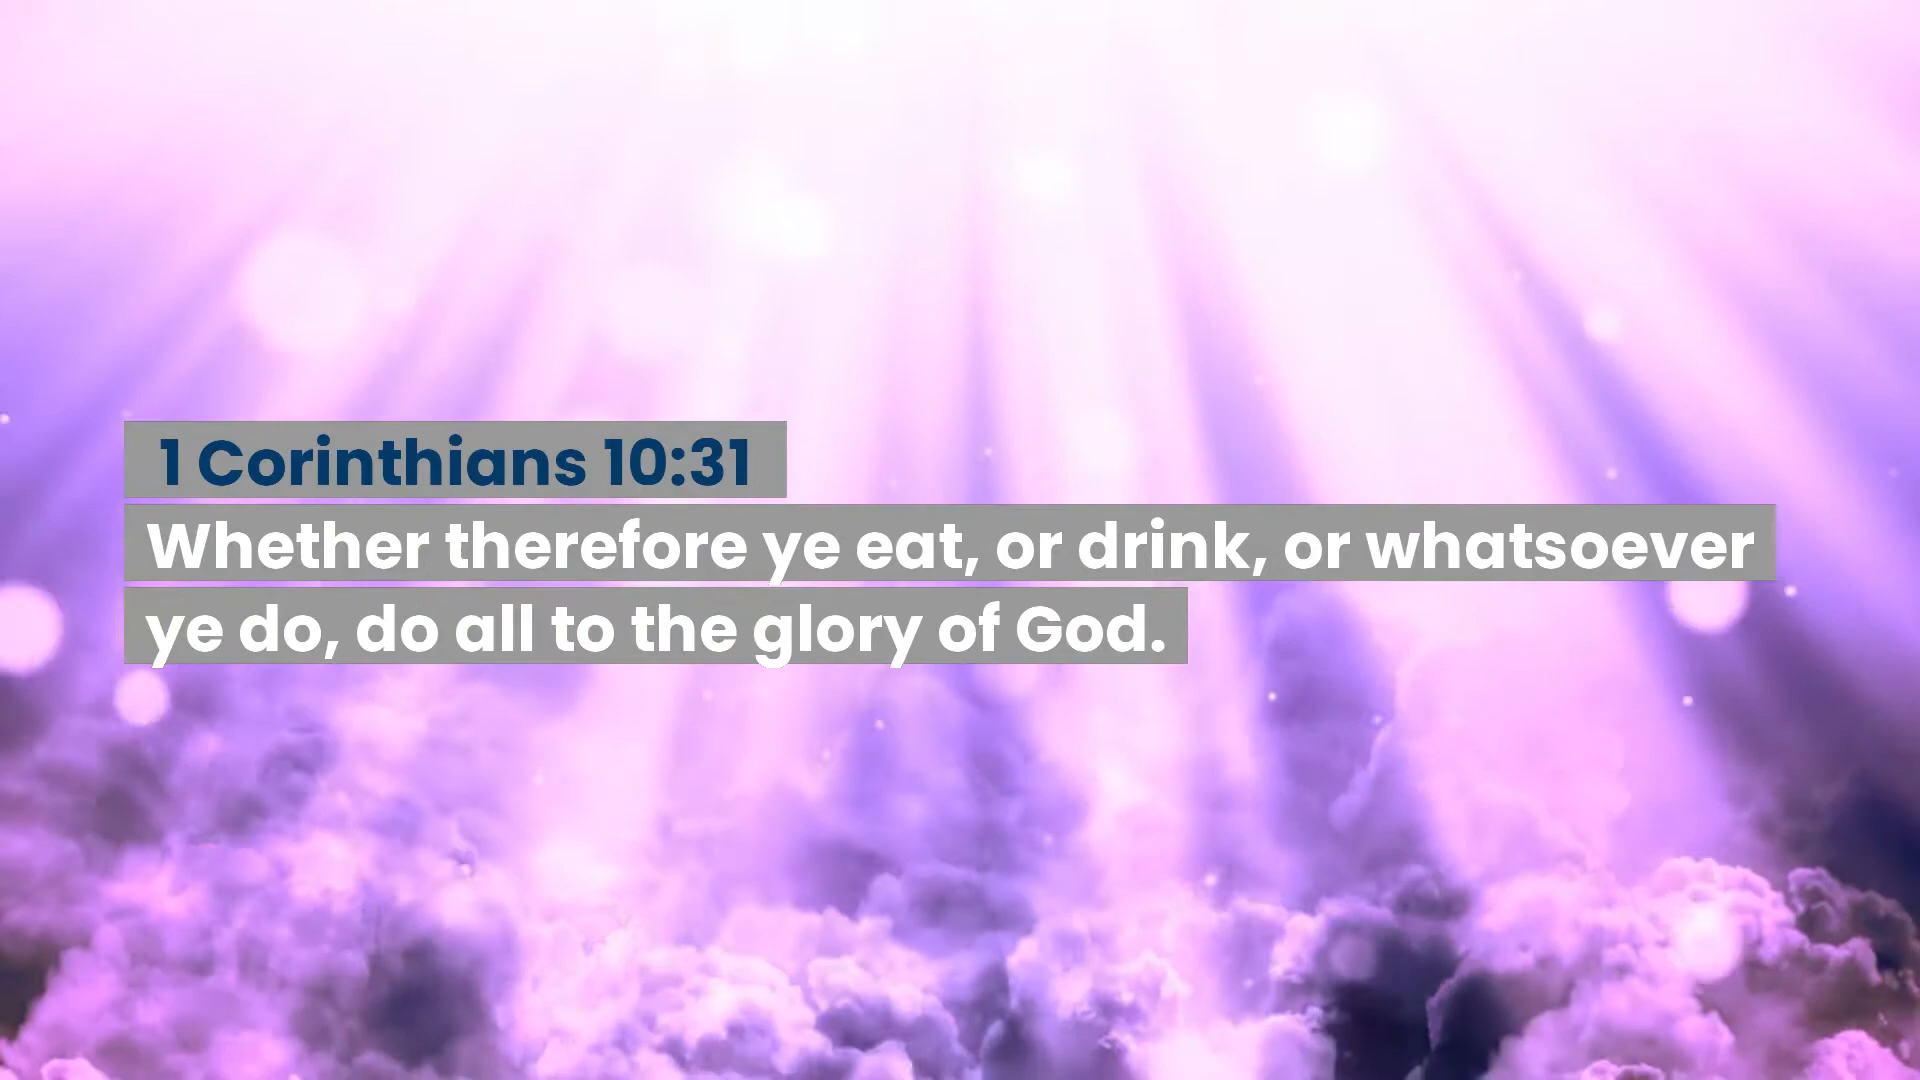 1 Corinthians 10:31
Whether therefore ye eat, or drink, or whatsoever
ye do, do all to the glory of God.